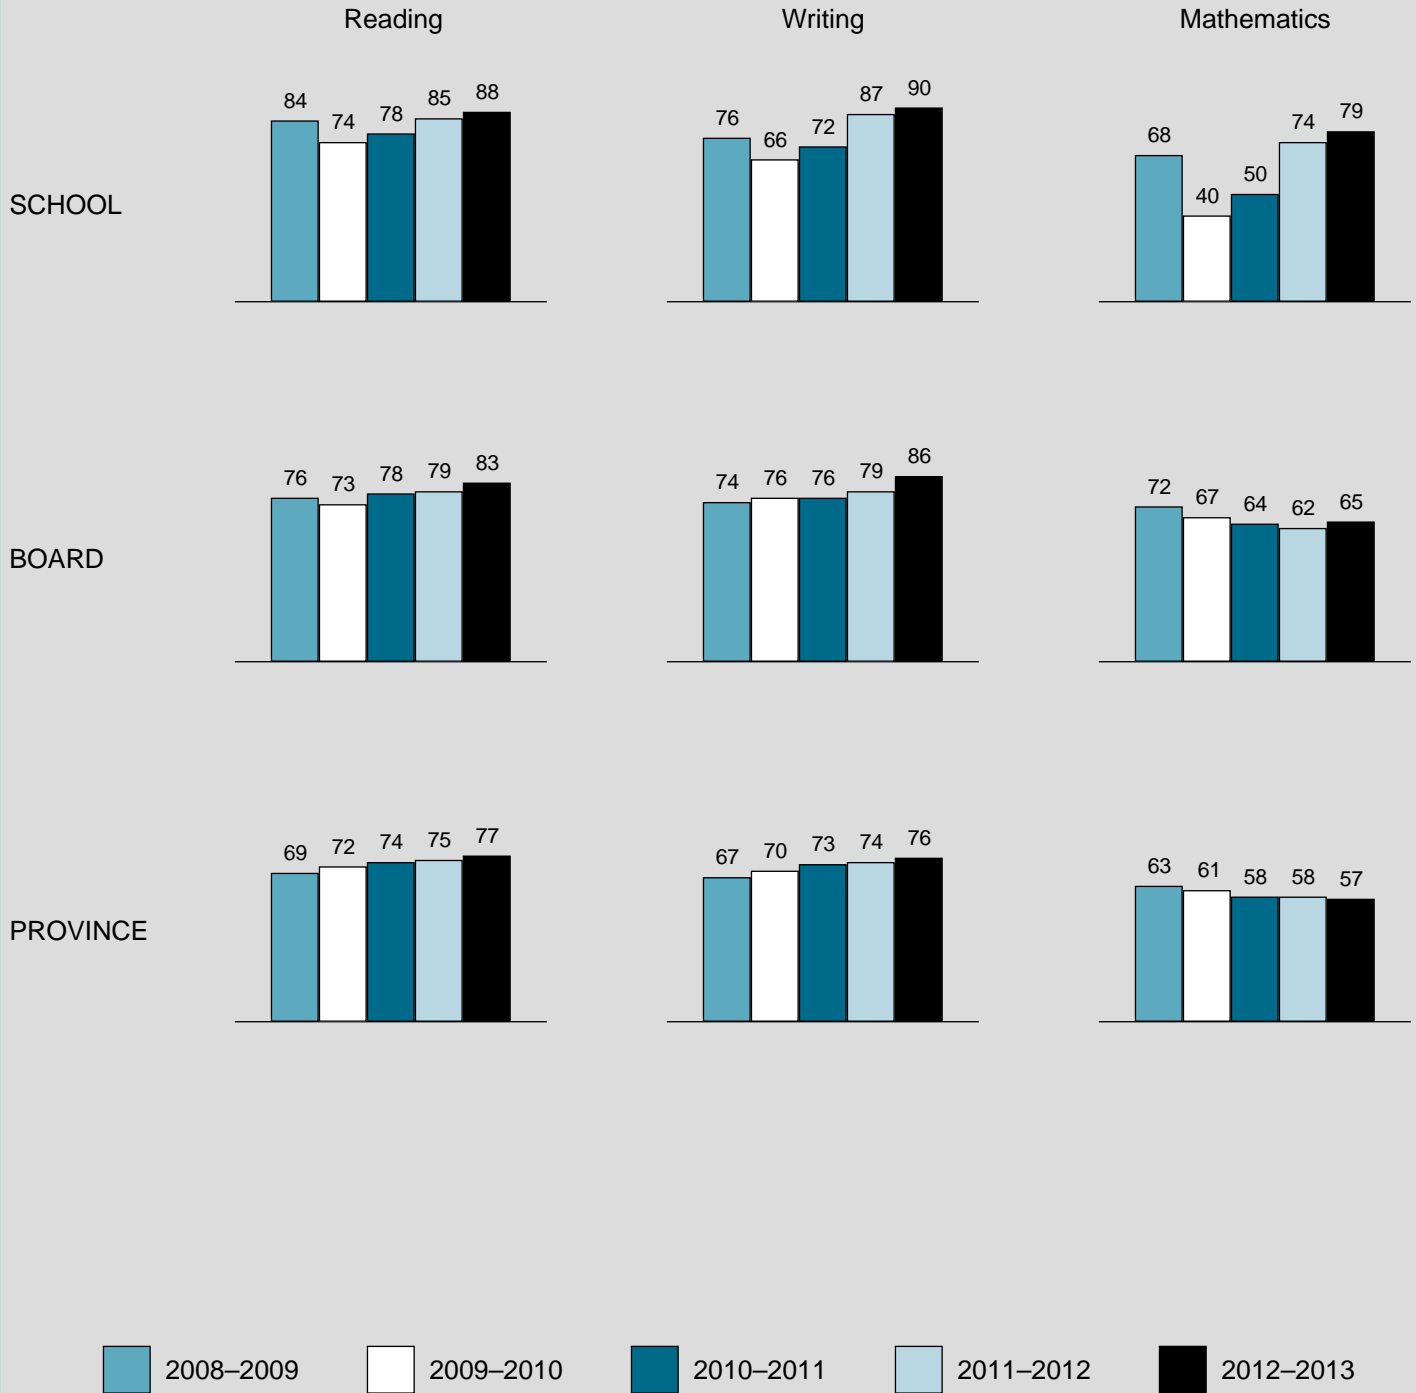 Reading Writing Mathematics
84 74 78 85 88 76 66 72 87 90 68 40 50 74 79
SCHOOL
76 73 78 79 83 74 76 76 79 86 72 67 64 62 65
BOARD
69 72 74 75 77 67 70 73 74 76 63 61 58 58 57
PROVINCE
2008–2009 2009–2010 2010–2011 2011–2012 2012–2013